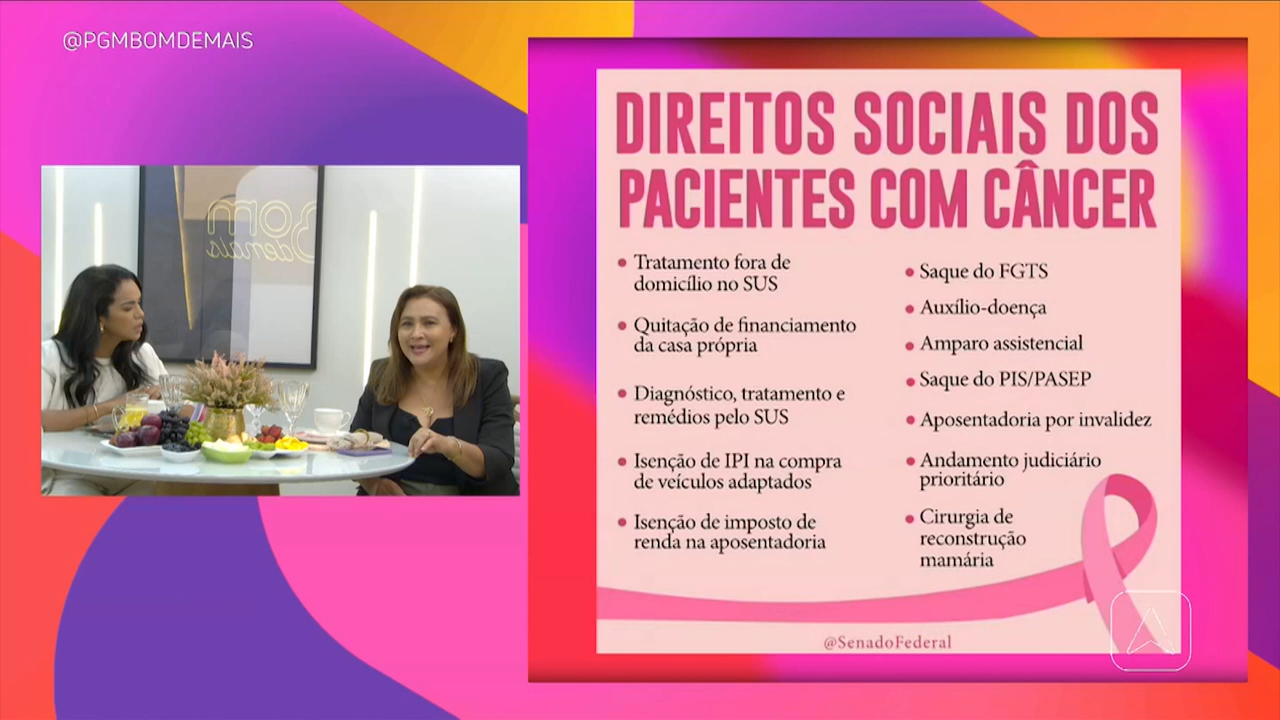 @PGMBOMDEMAIS
Bom
demais
DIREITOS SOCIAIS DOS
PACIENTES COM CÂNCER
• Tratamento fora de
domicílio no SUS
• Quitação de financiamento
da casa própria
• Diagnóstico, tratamento e
remédios pelo SUS
• Isenção de IPI na compra
de veículos adaptados
• Isenção de imposto de
renda na aposentadoria
• Saque do FGTS
• Auxílio-doença
• Amparo assistencial
• Saque do PIS/PASEP
• Aposentadoria por invalidez
• Andamento judiciário
prioritário
• Cirurgia de
reconstrução
mamária
@SenadoFederal